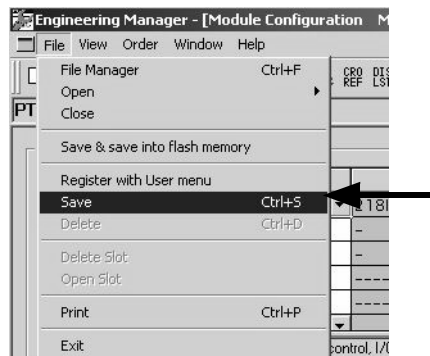 Engineering Manager - [Module Configuration M
File View Order Window Help
File Manager Ctrl+F
Open
Close
Save & save into flash memory
Register with User menu
Save Ctrl+S
Delete Ctrl+D
Delete Slot
Open Slot
Print Ctrl+P
Exit
CRO REF
PT
218I
-
-
----
----
control, I/O